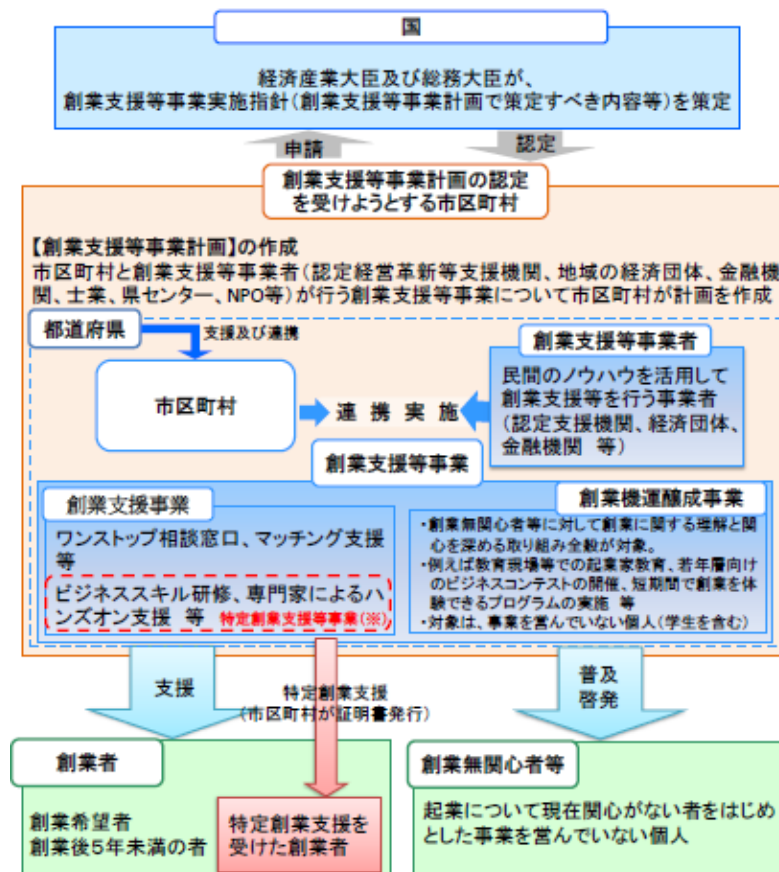 国
経済産業大臣及び総務大臣が、
創業支援等事業実施指針(創業支援等事業計画で策定すべき内容等)を策定
申請
認定
創業支援等事業計画の認定
を受けようとする市区町村
【創業支援等事業計画】の作成
市区町村と創業支援等事業者(認定経営革新等支援機関、地域の経済団体、金融機
関、士業、県センター、NPO等)が行う創業支援等事業について市区町村が計画を作成
都道府県
支援及び連携
市区町村
連携実施
創業支援等事業者
民間のノウハウを活用して
創業支援等を行う事業者
(認定支援機関、経済団体、
金融機関 等)
創業支援等事業
創業支援事業
ワンストップ相談窓口、マッチング支援
等
ビジネススキル研修、専門家によるハ
ンズオン支援 等 特定創業支援等事業(※)
創業機運醸成事業
・創業無関心者等に対して創業に関する理解と関
心を深める取り組み全般が対象。
・例えば教育現場等での起業家教育、若年層向け
のビジネスコンテストの開催、短期間で創業を体
験できるプログラムの実施 等
・対象は、事業を営んでいない個人(学生を含む)
支援
特定創業支援
(市区町村が証明書発行)
普及
啓発
創業者
創業希望者
創業後5年未満の者
特定創業支援を
受けた創業者
創業無関心者等
起業について現在関心がない者をはじめ
とした事業を営んでいない個人